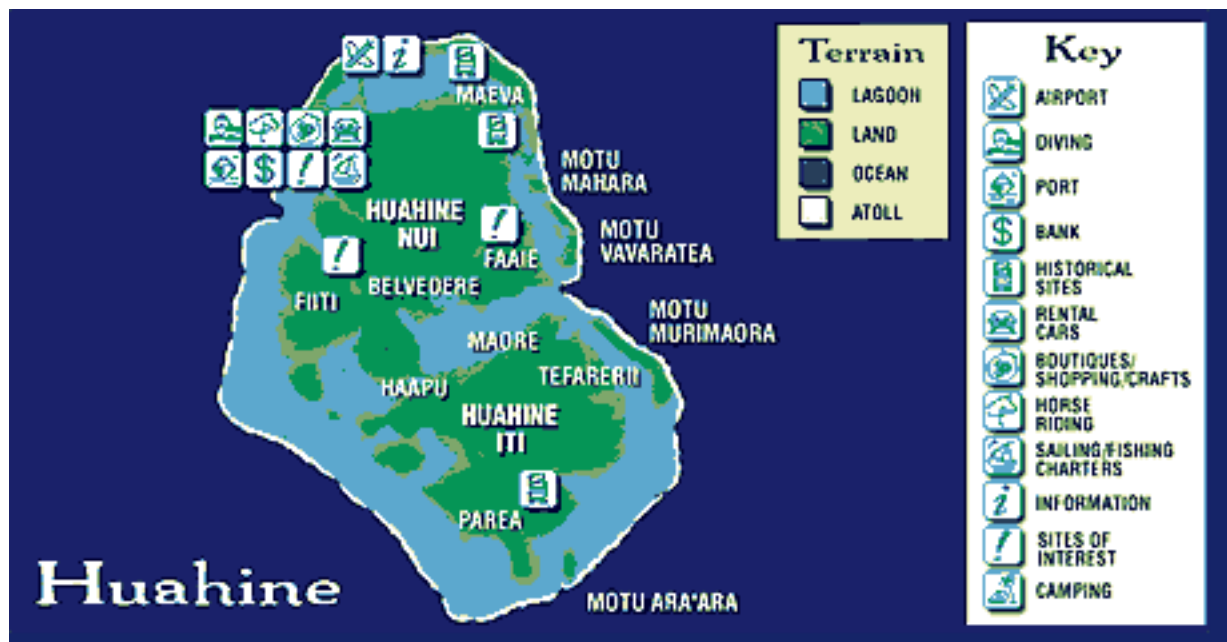 MAEVA
MOTU
MAHARA
HUAHINE
NUI
MOTU
VAVARATEA
FAAIE
BELVEDERE
FIITI
MOTU
MURIMAORA
MAORE
TEFARERII
HAAPU
HUAHINE
ITI
PAREA
MOTU ARA'ARA
Huahine
Terrain
LAGOON
LAND
OCEAN
ATOLL
Key
AIRPORT
DIVING
PORT
$ BANK
HISTORICAL
SITES
RENTAL
CARS
BOUTIQUES/
SHOPPING/CRAFTS
HORSE
RIDING
SAILING/FISHING
CHARTERS
i INFORMATION
! SITES OF
INTEREST
CAMPING